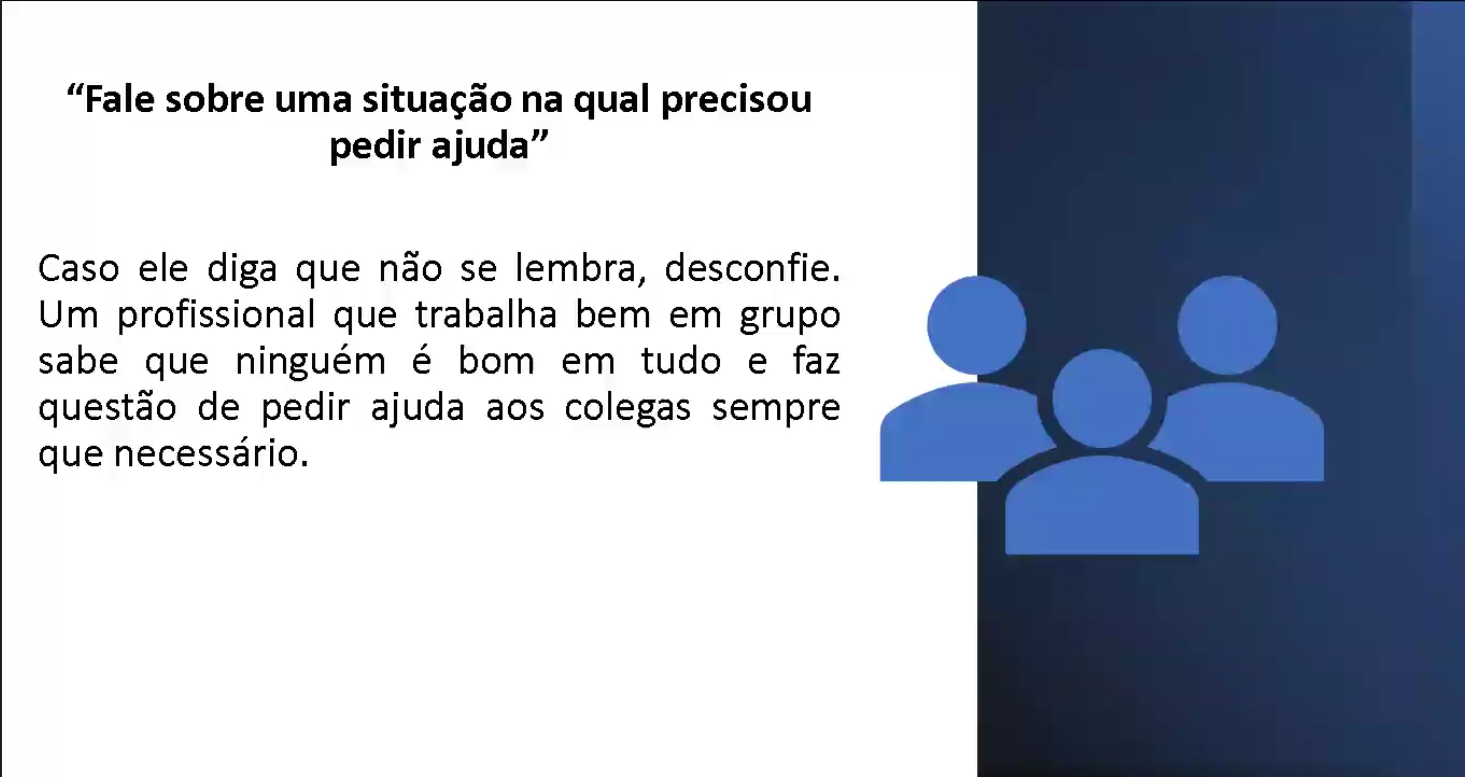 “Fale sobre uma situação na qual precisou
pedir ajuda”
Caso ele diga que não se lembra, desconfie.
Um profissional que trabalha bem em grupo
sabe que ninguém é bom em tudo e faz
questão de pedir ajuda aos colegas sempre
que necessário.